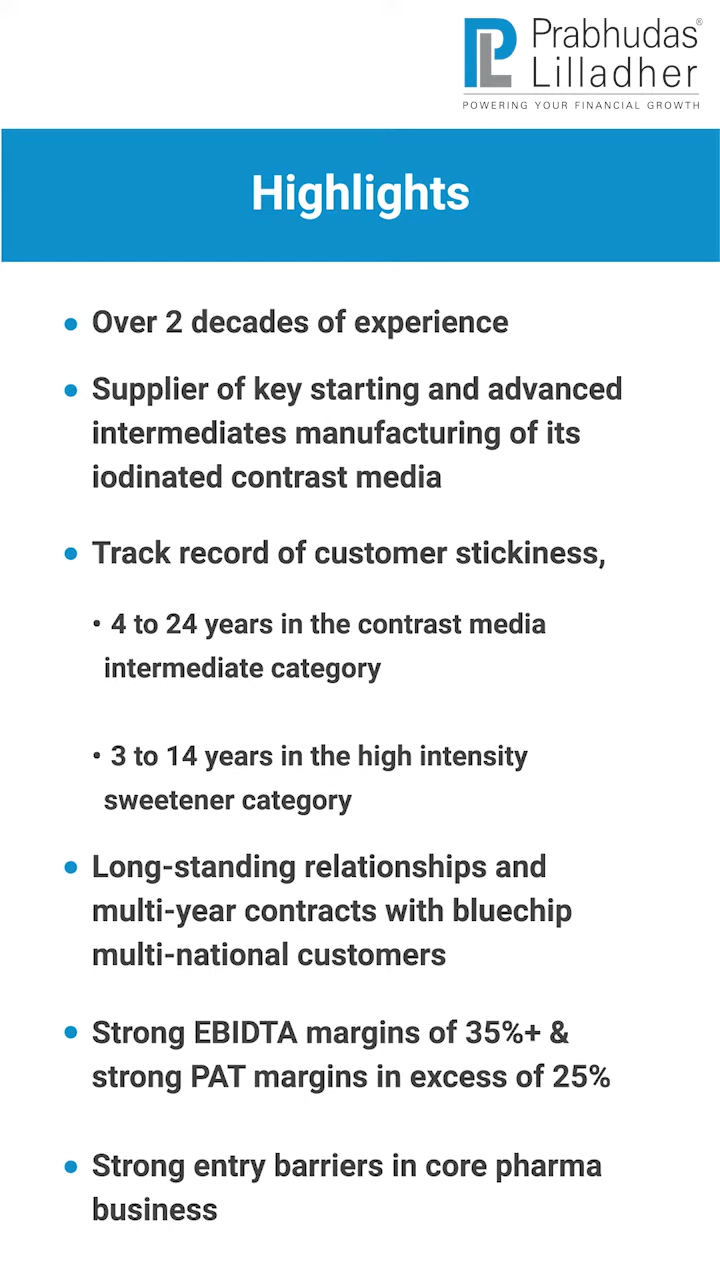 Prabhudas®
Lilladher
POWERING YOUR FINANCIAL GROWTH
Highlights
• Over 2 decades of experience
• Supplier of key starting and advanced
intermediates manufacturing of its
iodinated contrast media
• Track record of customer stickiness,
• 4 to 24 years in the contrast media
intermediate category
• 3 to 14 years in the high intensity
sweetener category
• Long-standing relationships and
multi-year contracts with bluechip
multi-national customers
• Strong EBIDTA margins of 35%+ &
strong PAT margins in excess of 25%
• Strong entry barriers in core pharma
business